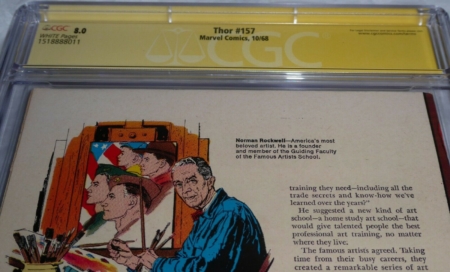 CGC
8.0
WHITE Pages
1518888011
Thor #157
Marvel Comics, 10/68
CGC
Norman Rockwell—America's most
beloved artist. He is a founder
and member of the Guiding Faculty
of the Famous Artists School.
training they need—including all the
trade secrets and know-how we've
learned over the years?"
He suggested a new kind of art
school—a home study art school—that
would give talented people the best
professional art training, no matter
where they live.
The famous artists agreed. Taking
time from their busy careers, they
created a remarkable series of art